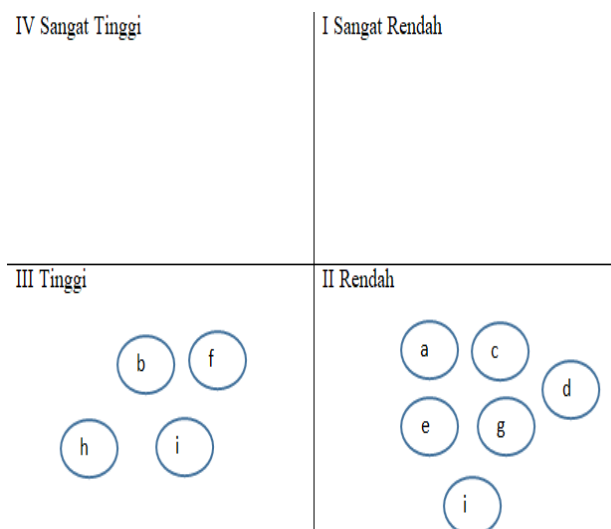 IV Sangat Tinggi
I Sangat Rendah
III Tinggi
b
f
h
i
II Rendah
a
c
d
e
g
i